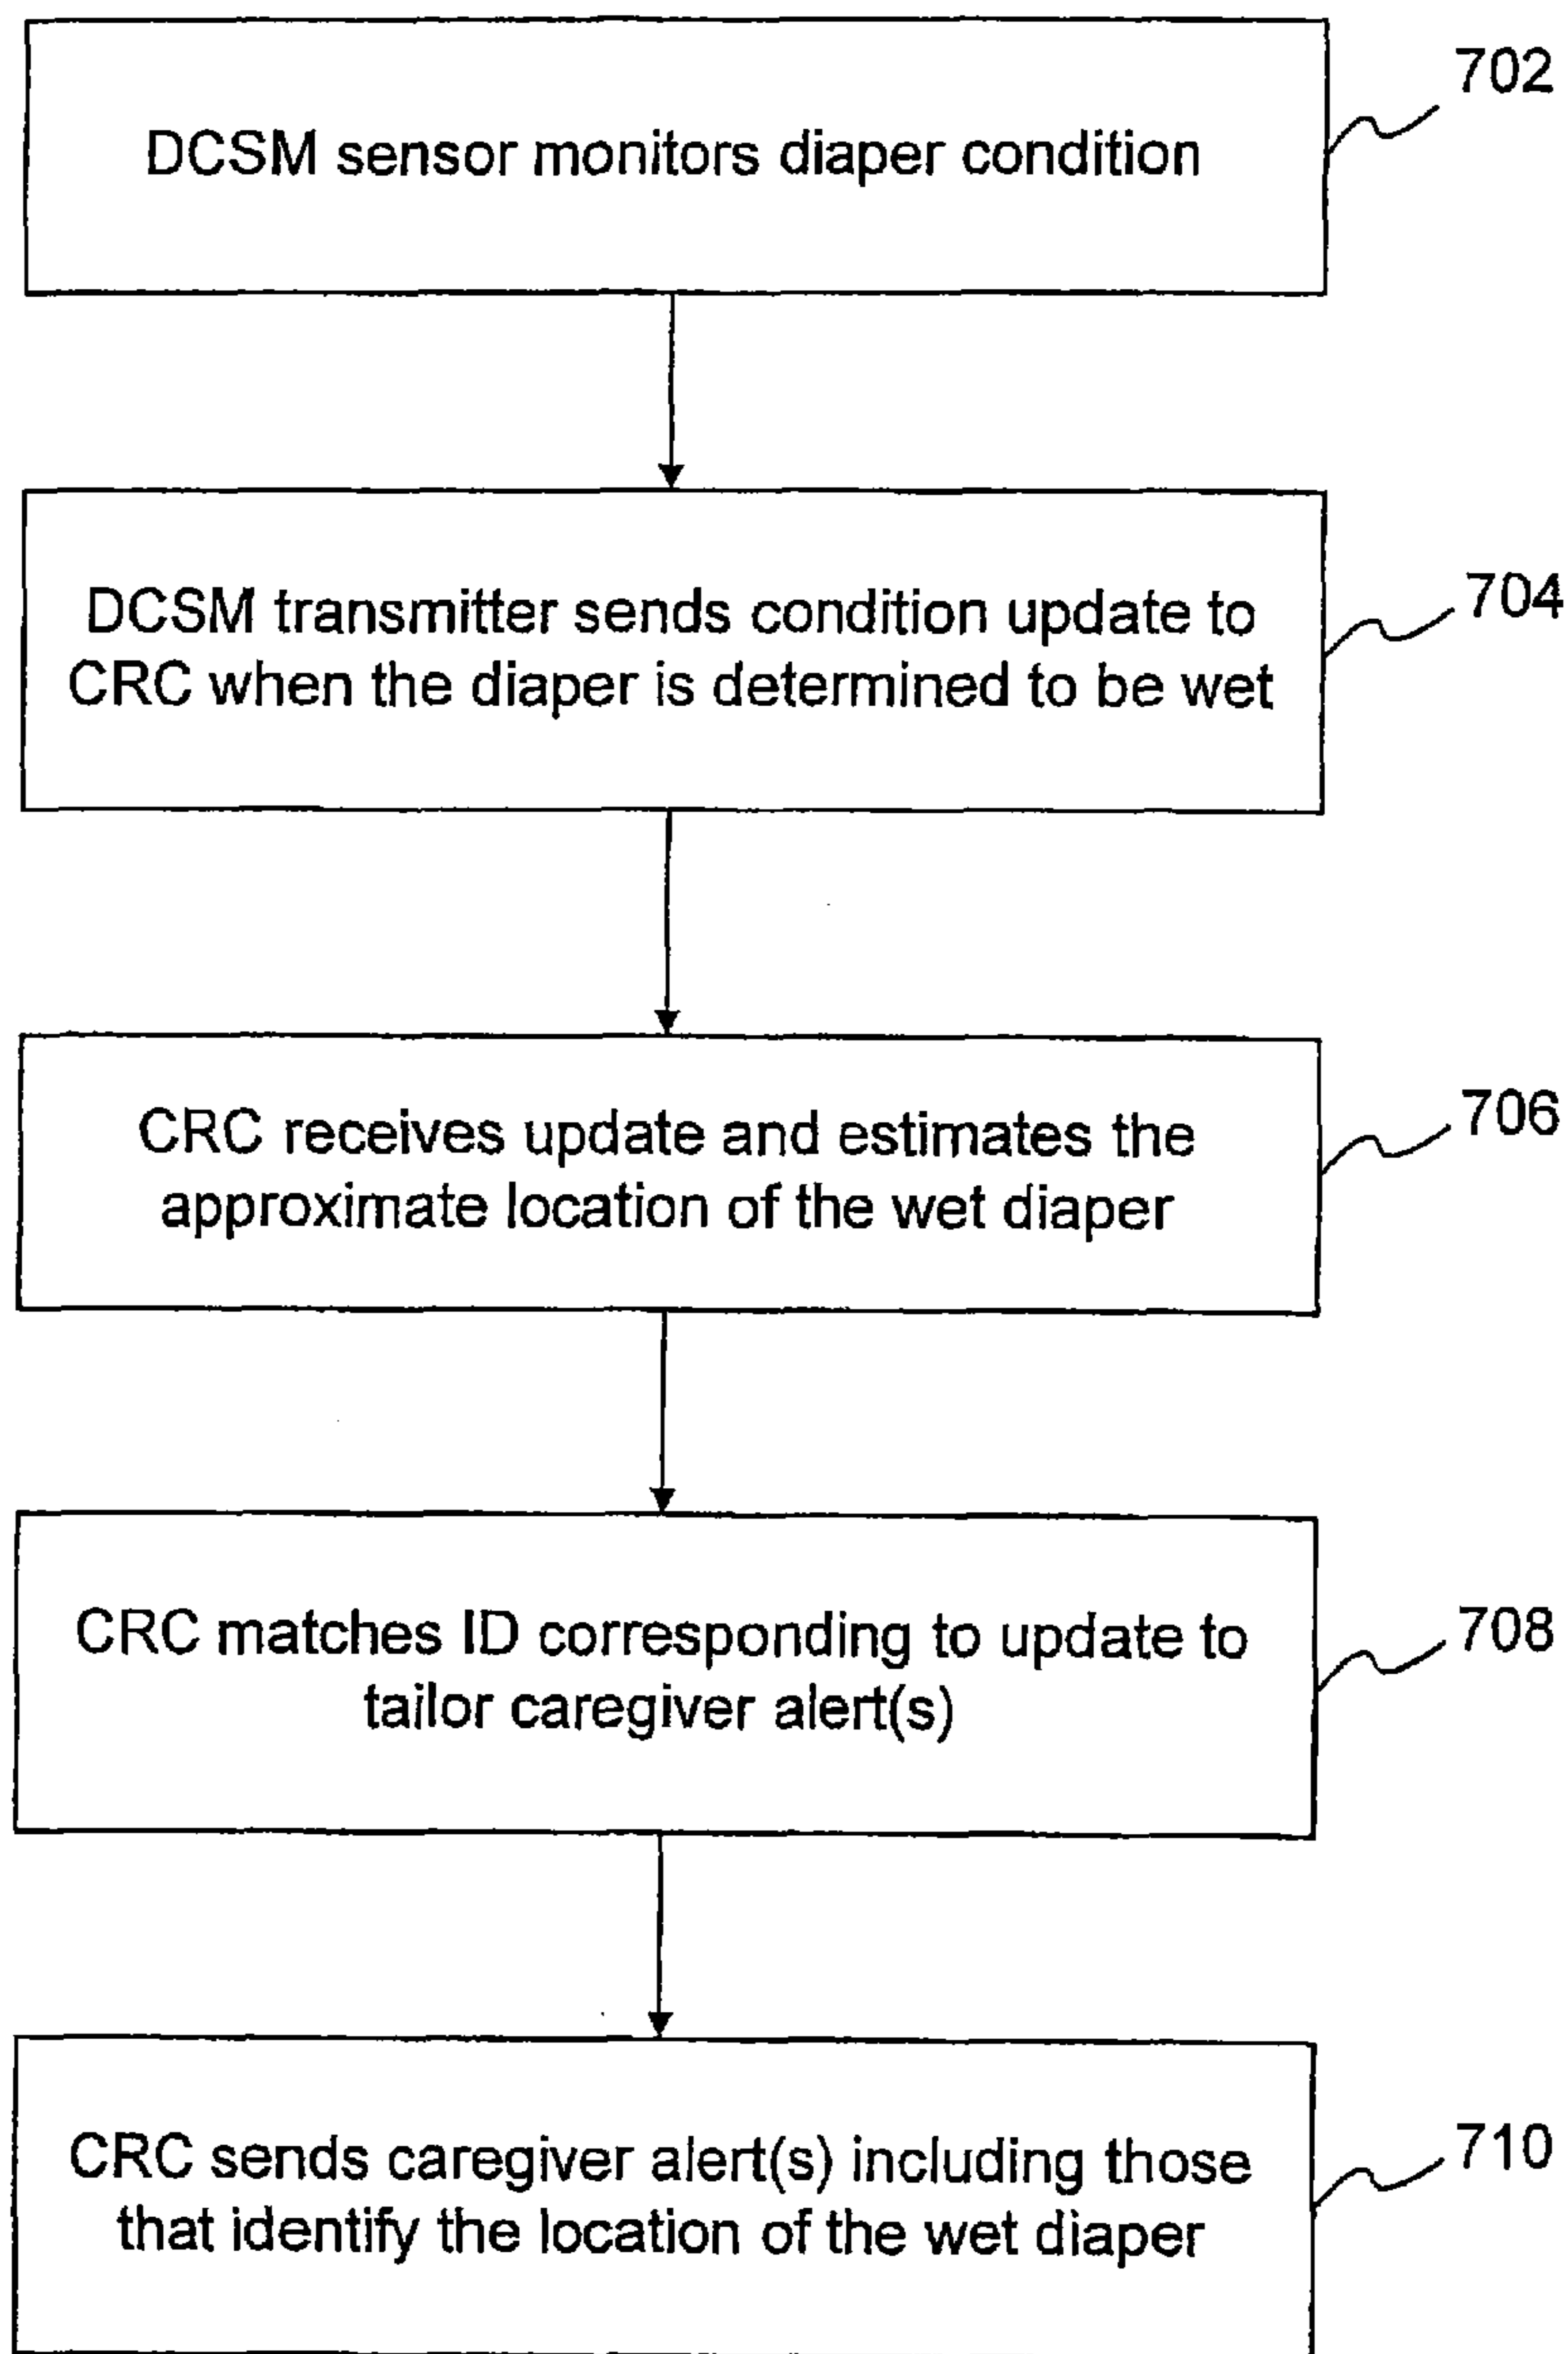 702
DCSM sensor monitors diaper condition
704
DCSM transmitter sends condition update to
CRC when the diaper is determined to be wet
706
CRC receives update and estimates the
approximate location of the wet diaper
708
CRC matches ID corresponding to update to
tailor caregiver alert(s)
710
CRC sends caregiver alert(s) including those
that identify the location of the wet diaper